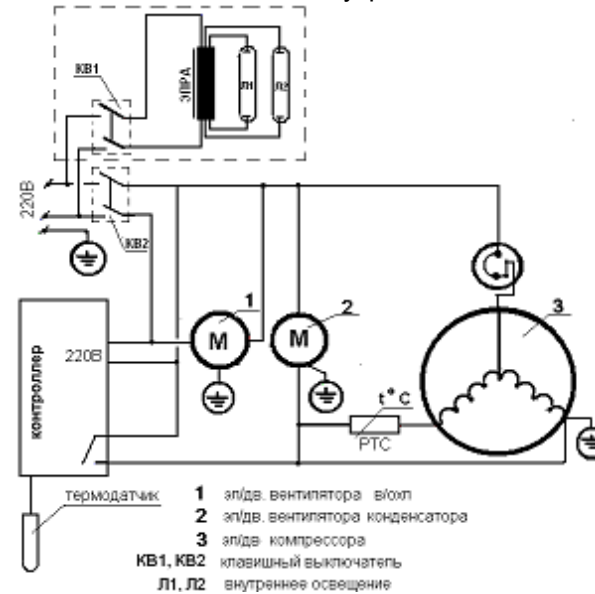 КВ1
ЭПРА
Л1
Л2
220В
КВ2
1
М
2
М
3
220В
контроллер
t°C
РТС
термодатчик
1 эл/дв. вентилятора в/охл
2 эл/дв. вентилятора конденсатора
3 эл/дв компрессора
КВ1, КВ2 клавишный выключатель
Л1, Л2 внутреннее освещение